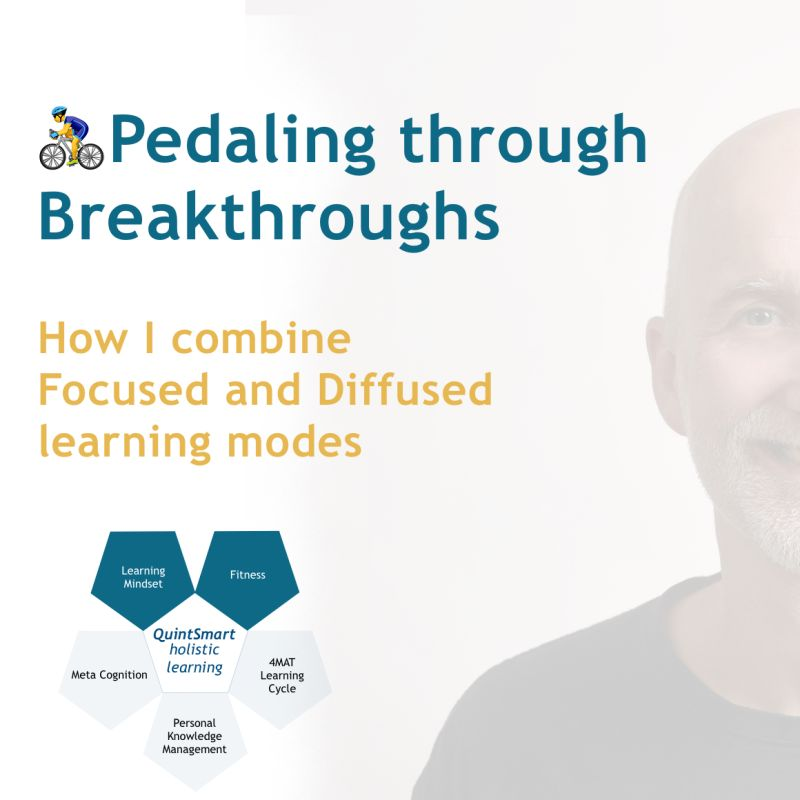 🚴Pedaling through
Breakthroughs
How I combine
Focused and Diffused
learning modes
Learning
Mindset
Fitness
QuintSmart
holistic
learning
Meta Cognition
4MAT
Learning
Cycle
Personal
Knowledge
Management